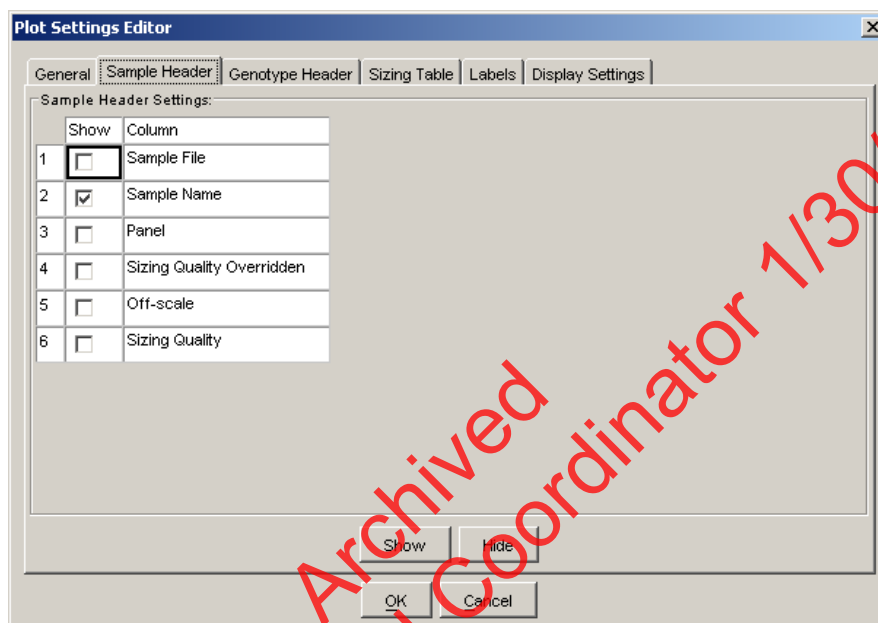 Plot Settings Editor
General Sample Header Genotype Header Sizing Table Labels Display Settings
Sample Header Settings:
Show Column
1 Sample File
2 Sample Name
3 Panel
4 Sizing Quality Overridden
5 Off-scale
6 Sizing Quality
Show Hide
OK Cancel
Archived
Coordinator 1/30